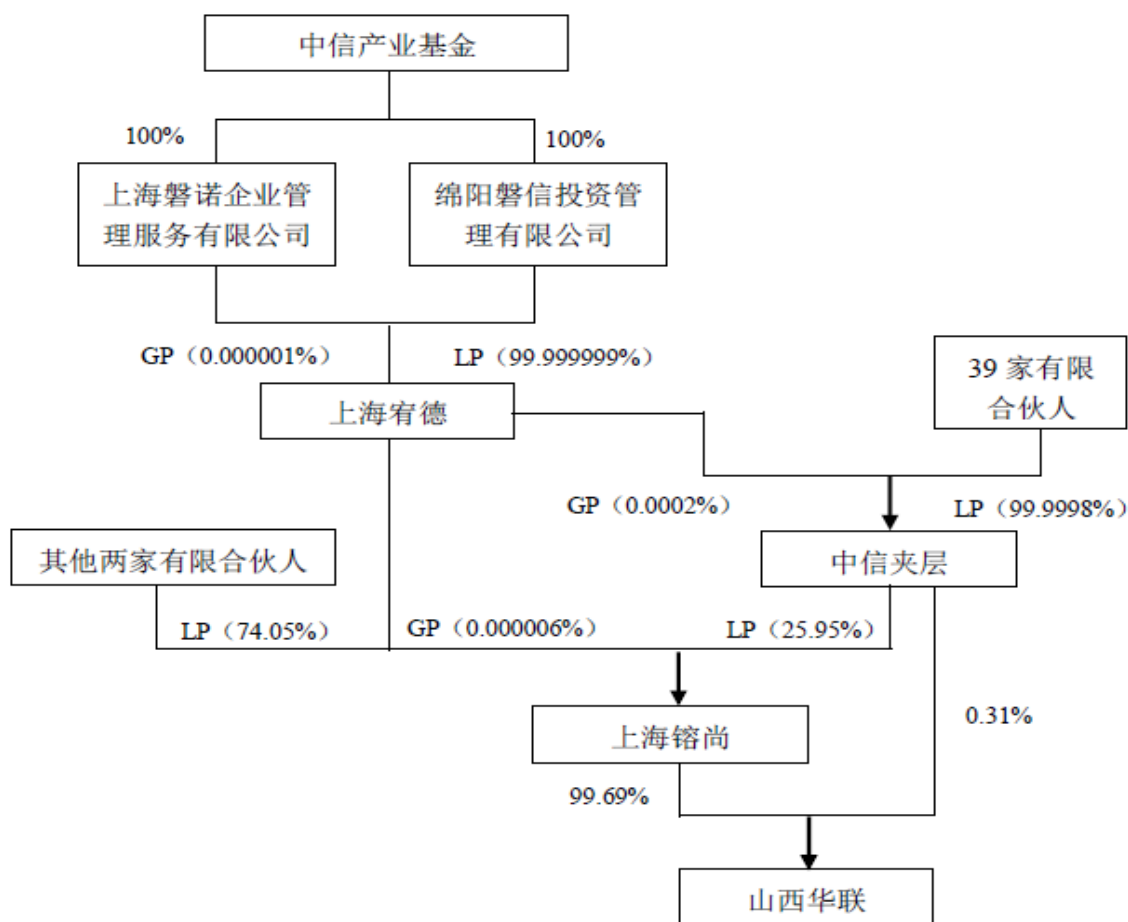 中信产业基金
100%
100%
上海磐诺企业管
理服务有限公司
绵阳磐信投资管
理有限公司
GP（0.000001%）
LP（99.999999%）
39 家有限
合伙人
上海宥德
GP（0.0002%）
LP（99.9998%）
其他两家有限合伙人
中信夹层
LP（74.05%）
GP（0.000006%）
LP（25.95%）
上海镕尚
0.31%
99.69%
山西华联